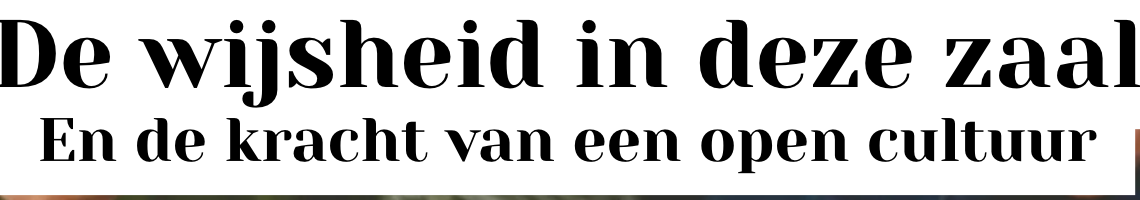 De wijsheid in deze zaal
En de kracht van een open cultuur